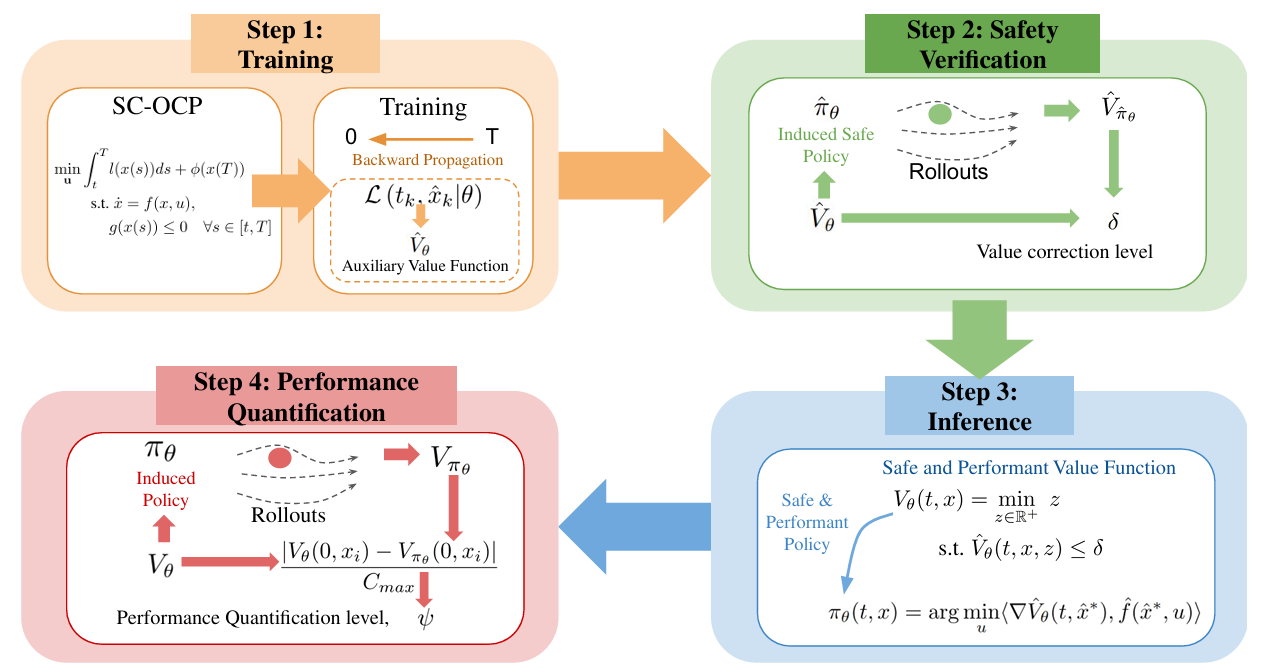 Step 1:
Training
SC-OCP
$\min_{\mathbf{u}} \int_t^T l(x(s))ds + \phi(x(T))$
s.t. $\dot{x} = f(x, u),$
$g(x(s)) \leq 0 \quad \forall s \in [t, T]$
Training
0 T
Backward Propagation
$\mathcal{L}(t_k, \hat{x}_k|\theta)$
$\hat{V}_\theta$
Auxiliary Value Function
Step 2: Safety
Verification
$\hat{\pi}_\theta$
$\hat{V}_{\hat{\pi}_\theta}$
Induced Safe
Policy
Rollouts
$\hat{V}_\theta$
$\delta$
Value correction level
Step 3:
Inference
Safe and Performant Value Function
Safe &
Performant
Policy
$V_\theta(t, x) = \min_{z \in \mathbb{R}^+} z$
s.t. $\hat{V}_\theta(t, x, z) \leq \delta$
$\pi_\theta(t, x) = \arg\min_u \langle \nabla \hat{V}_\theta(t, \hat{x}^*), \hat{f}(\hat{x}^*, u) \rangle$
Step 4: Performance
Quantification
$\pi_\theta$
$V_{\pi_\theta}$
Induced
Policy
Rollouts
$V_\theta$
$\frac{|V_\theta(0, x_i) - V_{\pi_\theta}(0, x_i)|}{C_{max}}$
Performance Quantification level, $\psi$